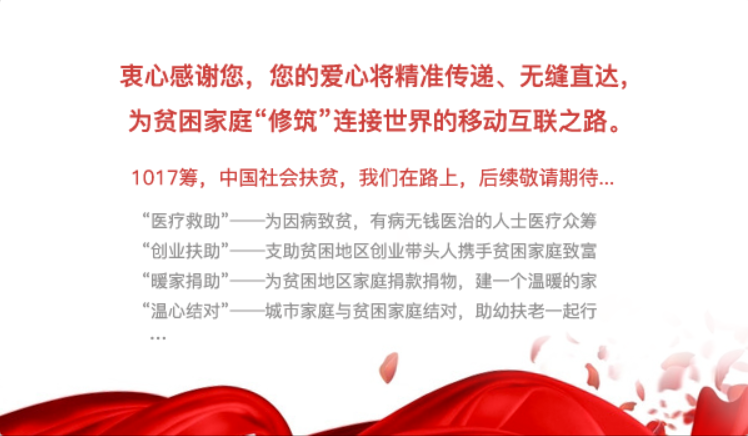 衷心感谢您，您的爱心将精准传递、无缝直达，
为贫困家庭“修筑”连接世界的移动互联之路。
1017筹，中国社会扶贫，我们在路上，后续敬请期待...
“医疗救助”——为因病致贫，有病无钱医治的人士医疗众筹
“创业扶助”——支助贫困地区创业带头人携手贫困家庭致富
“暖家捐助”——为贫困地区家庭捐款捐物，建一个温暖的家
“温心结对”——城市家庭与贫困家庭结对，助幼扶老一起行
...